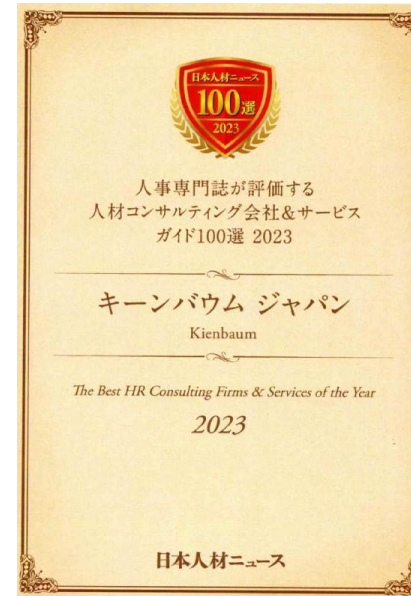 日本人材ニュース
100選
2023
人事専門誌が評価する
人材コンサルティング会社&サービス
ガイド100選 2023
キーンバウム ジャパン
Kienbaum
The Best HR Consulting Firms & Services of the Year
2023
日本人材ニュース